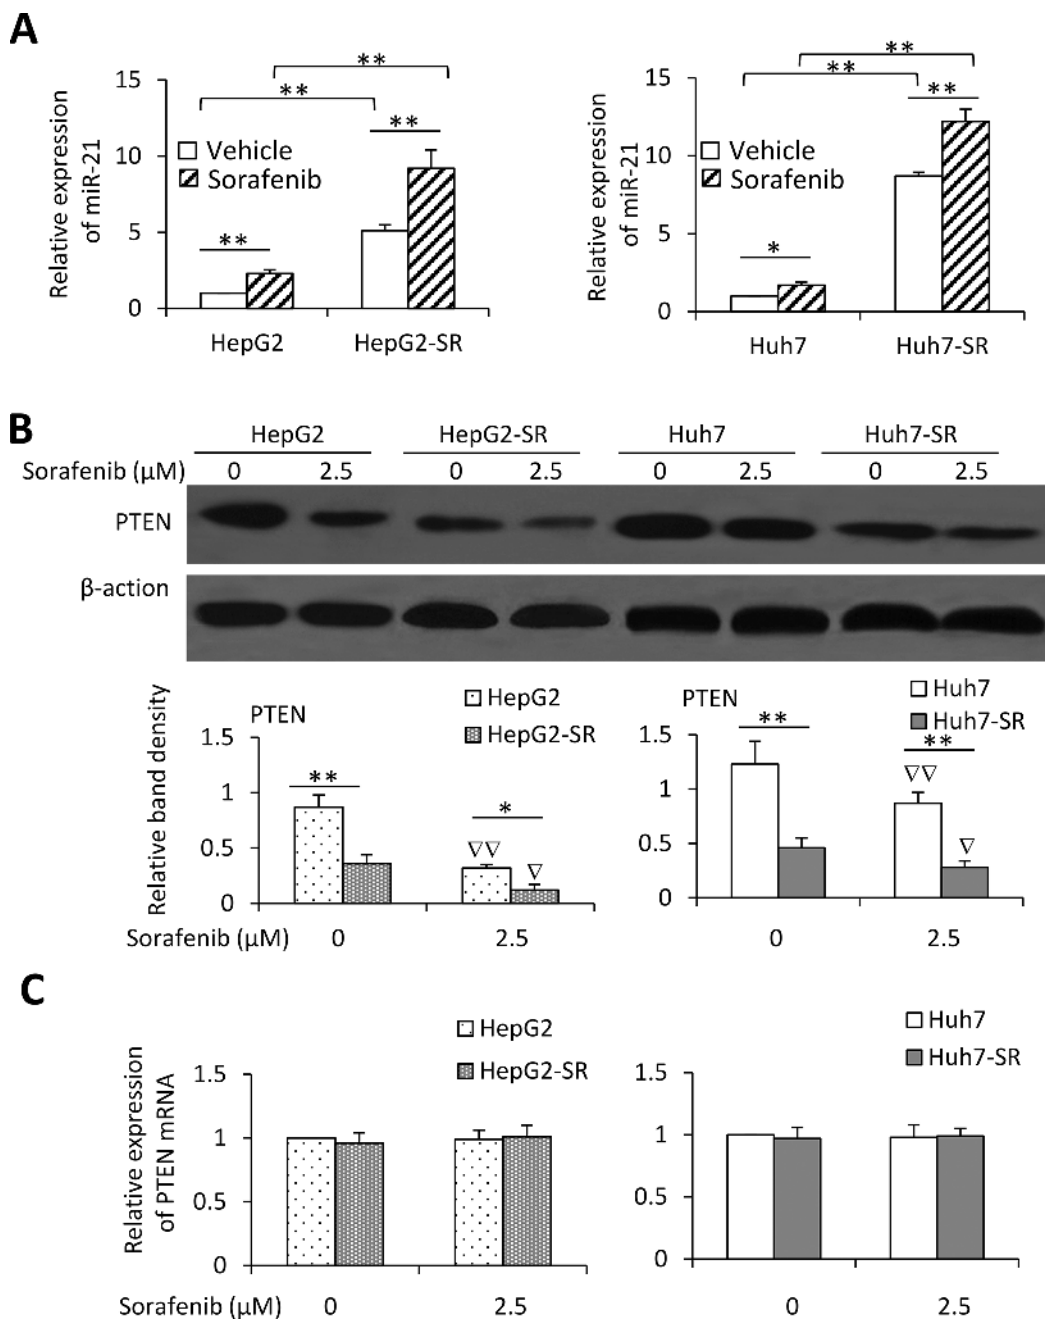 A
** **
** **
15 15
** **
Relative expression of miR-21
Relative expression of miR-21
Vehicle Vehicle
10 10
Sorafenib Sorafenib
5 5
** *
0 0
HepG2 HepG2-SR Huh7 Huh7-SR
B
HepG2 HepG2-SR Huh7 Huh7-SR
Sorafenib (μM) 0 2.5 0 2.5 0 2.5 0 2.5
PTEN
β-action
Relative band density
PTEN HepG2 PTEN Huh7
HepG2-SR ** Huh7-SR
1.5 1.5 **
** ▽▽
1 1
*
0.5 ▽▽ ▽ 0.5 ▽
0 0
Sorafenib (μM) 0 2.5 0 2.5
C
HepG2 Huh7
HepG2-SR Huh7-SR
Relative expression
of PTEN mRNA
1.5 1.5
1 1
0.5 0.5
0 0
Sorafenib (μM) 0 2.5 0 2.5